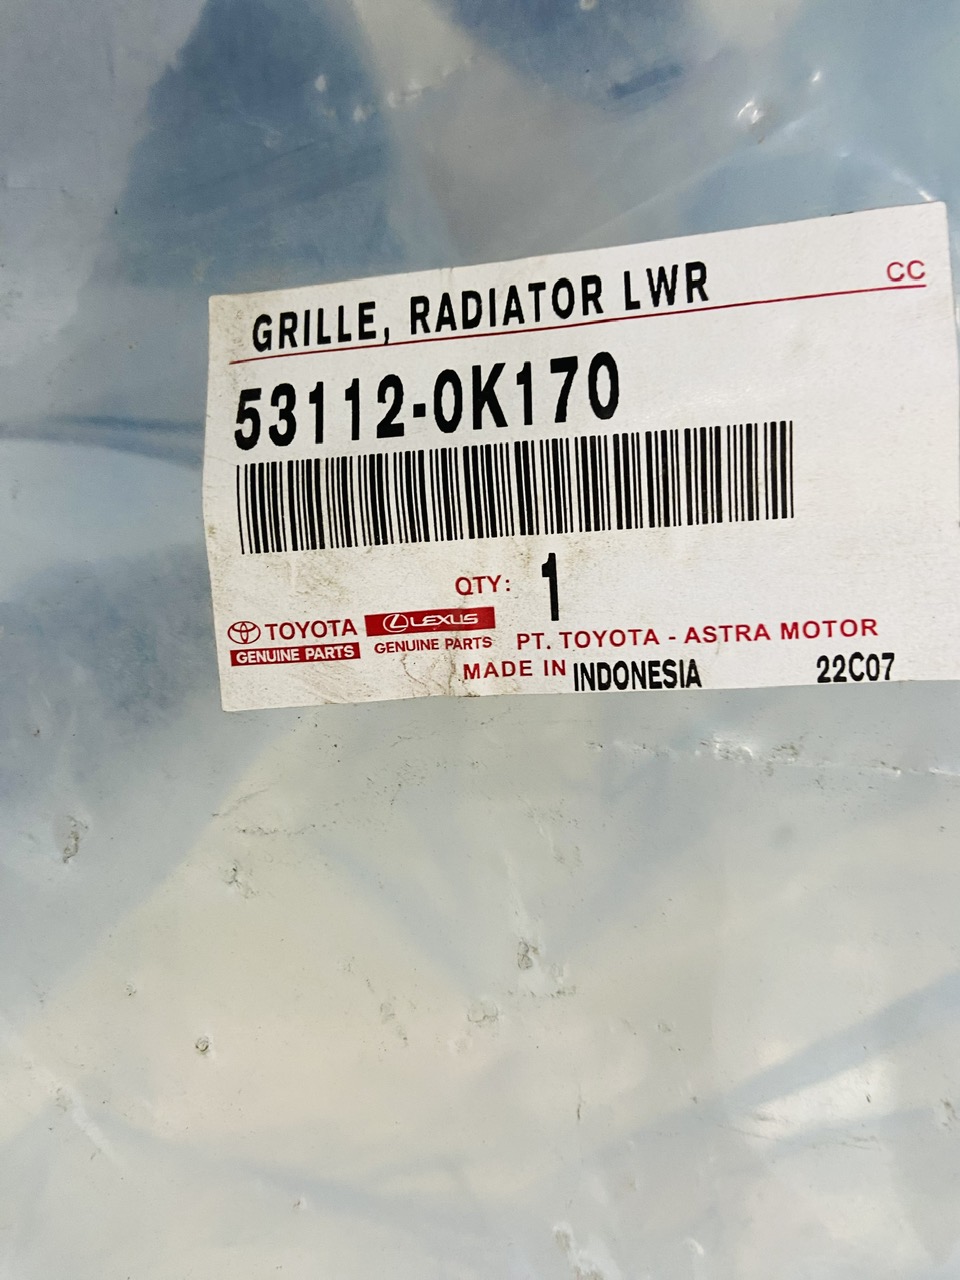 GRILLE, RADIATOR LWR CC
53112-0K170
QTY: 1
TOYOTA LEXUS
GENUINE PARTS GENUINE PARTS PT. TOYOTA - ASTRA MOTOR
MADE IN INDONESIA 22C07